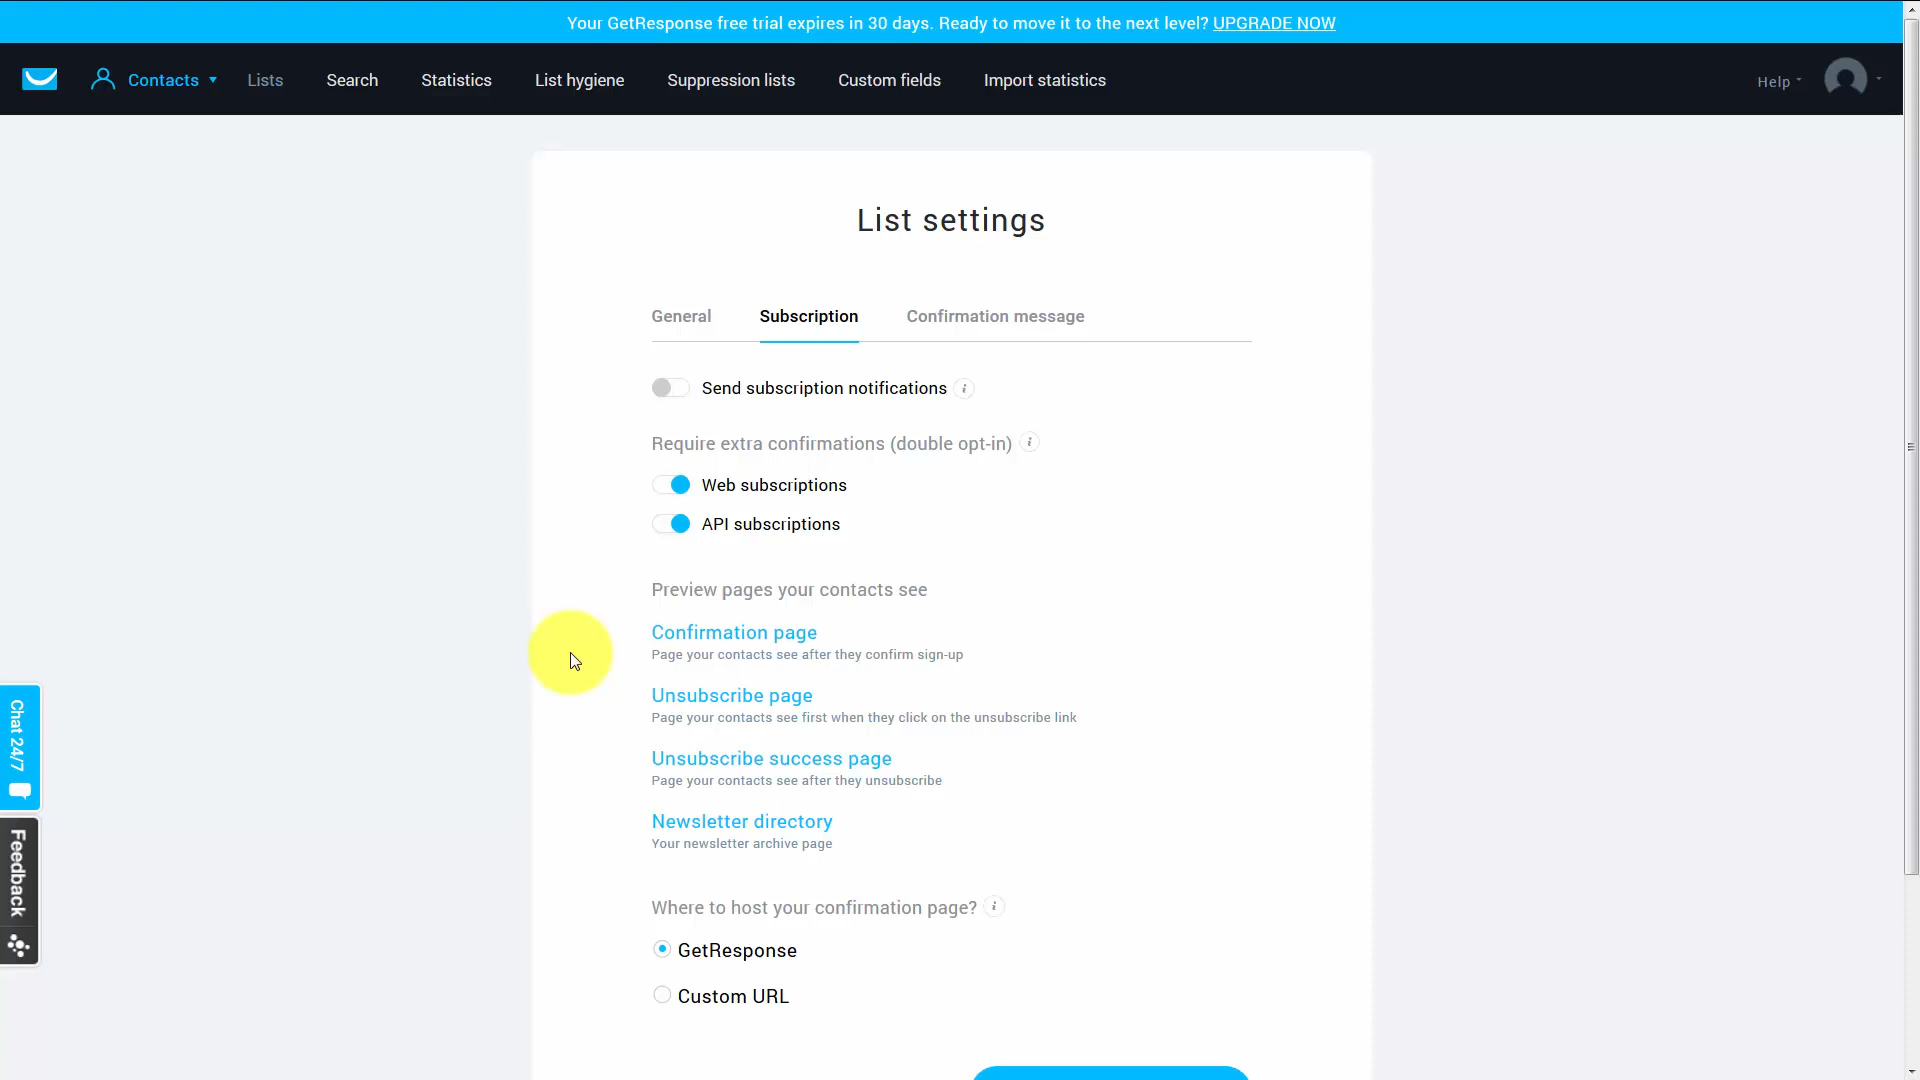 Your GetResponse free trial expires in 30 days. Ready to move it to the next level? UPGRADE NOW
Contacts Lists Search Statistics List hygiene Suppression lists Custom fields Import statistics Help
List settings
General Subscription Confirmation message
Send subscription notifications i
Require extra confirmations (double opt-in) i
Web subscriptions
API subscriptions
Preview pages your contacts see
Confirmation page
Page your contacts see after they confirm sign-up
Unsubscribe page
Page your contacts see first when they click on the unsubscribe link
Unsubscribe success page
Page your contacts see after they unsubscribe
Newsletter directory
Your newsletter archive page
Where to host your confirmation page? i
GetResponse
Custom URL
Chat 24/7
Feedback